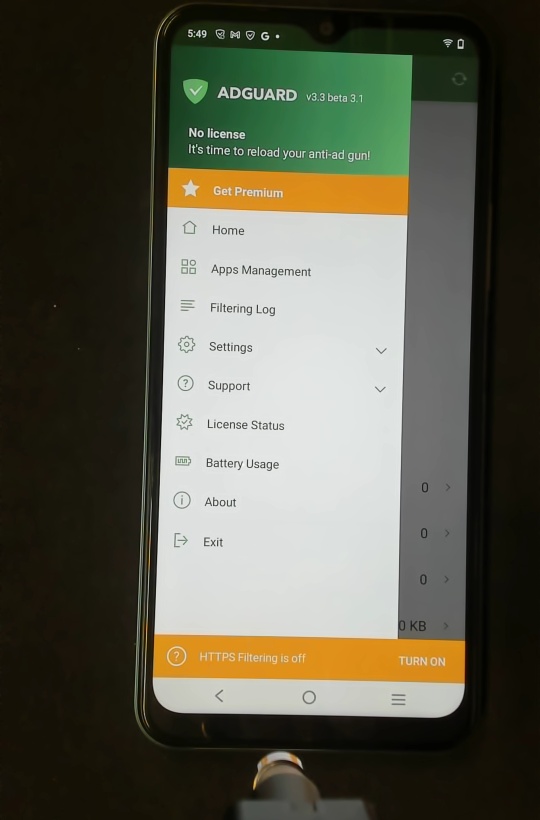 5:49 G
ADGUARD v3.3 beta 3.1
No license
It's time to reload your anti-ad gun!
Get Premium
Home
Apps Management
Filtering Log
Settings
Support
License Status
0
Battery Usage
About
0
Exit
0
0 KB
HTTPS Filtering is off TURN ON